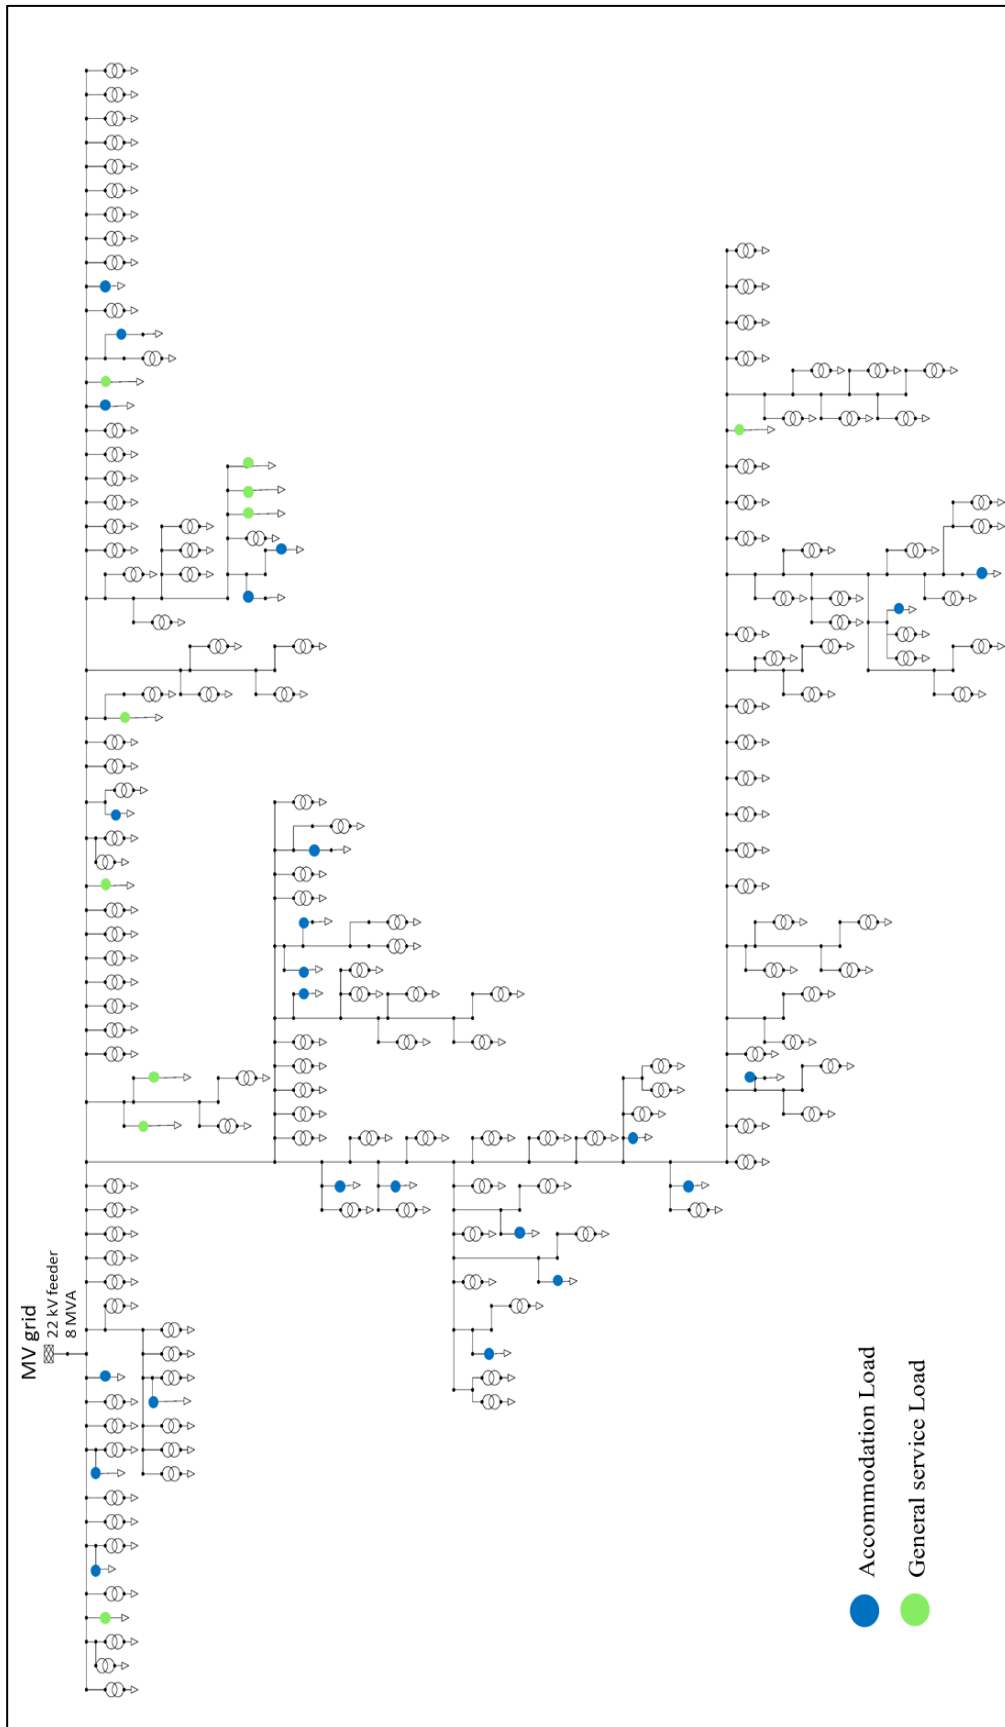 MV grid
22 kV feeder
8 MVA
Accommodation Load
General service Load